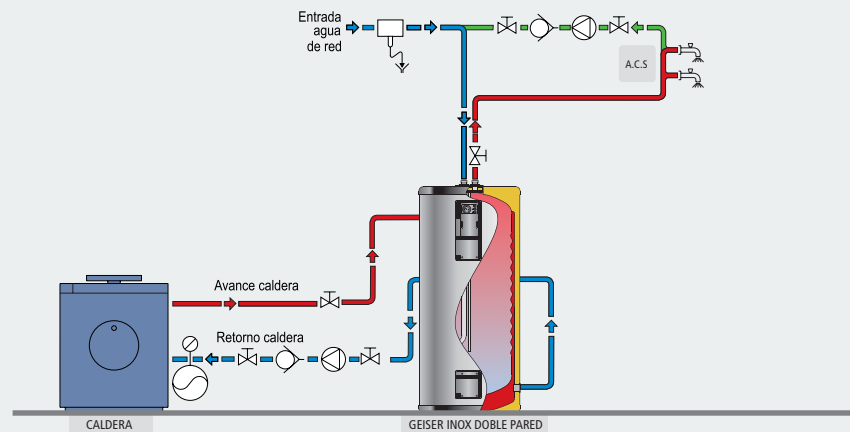 Entrada
agua
de red
A.C.S
Avance caldera
Retorno caldera
CALDERA
GEISER INOX DOBLE PARED